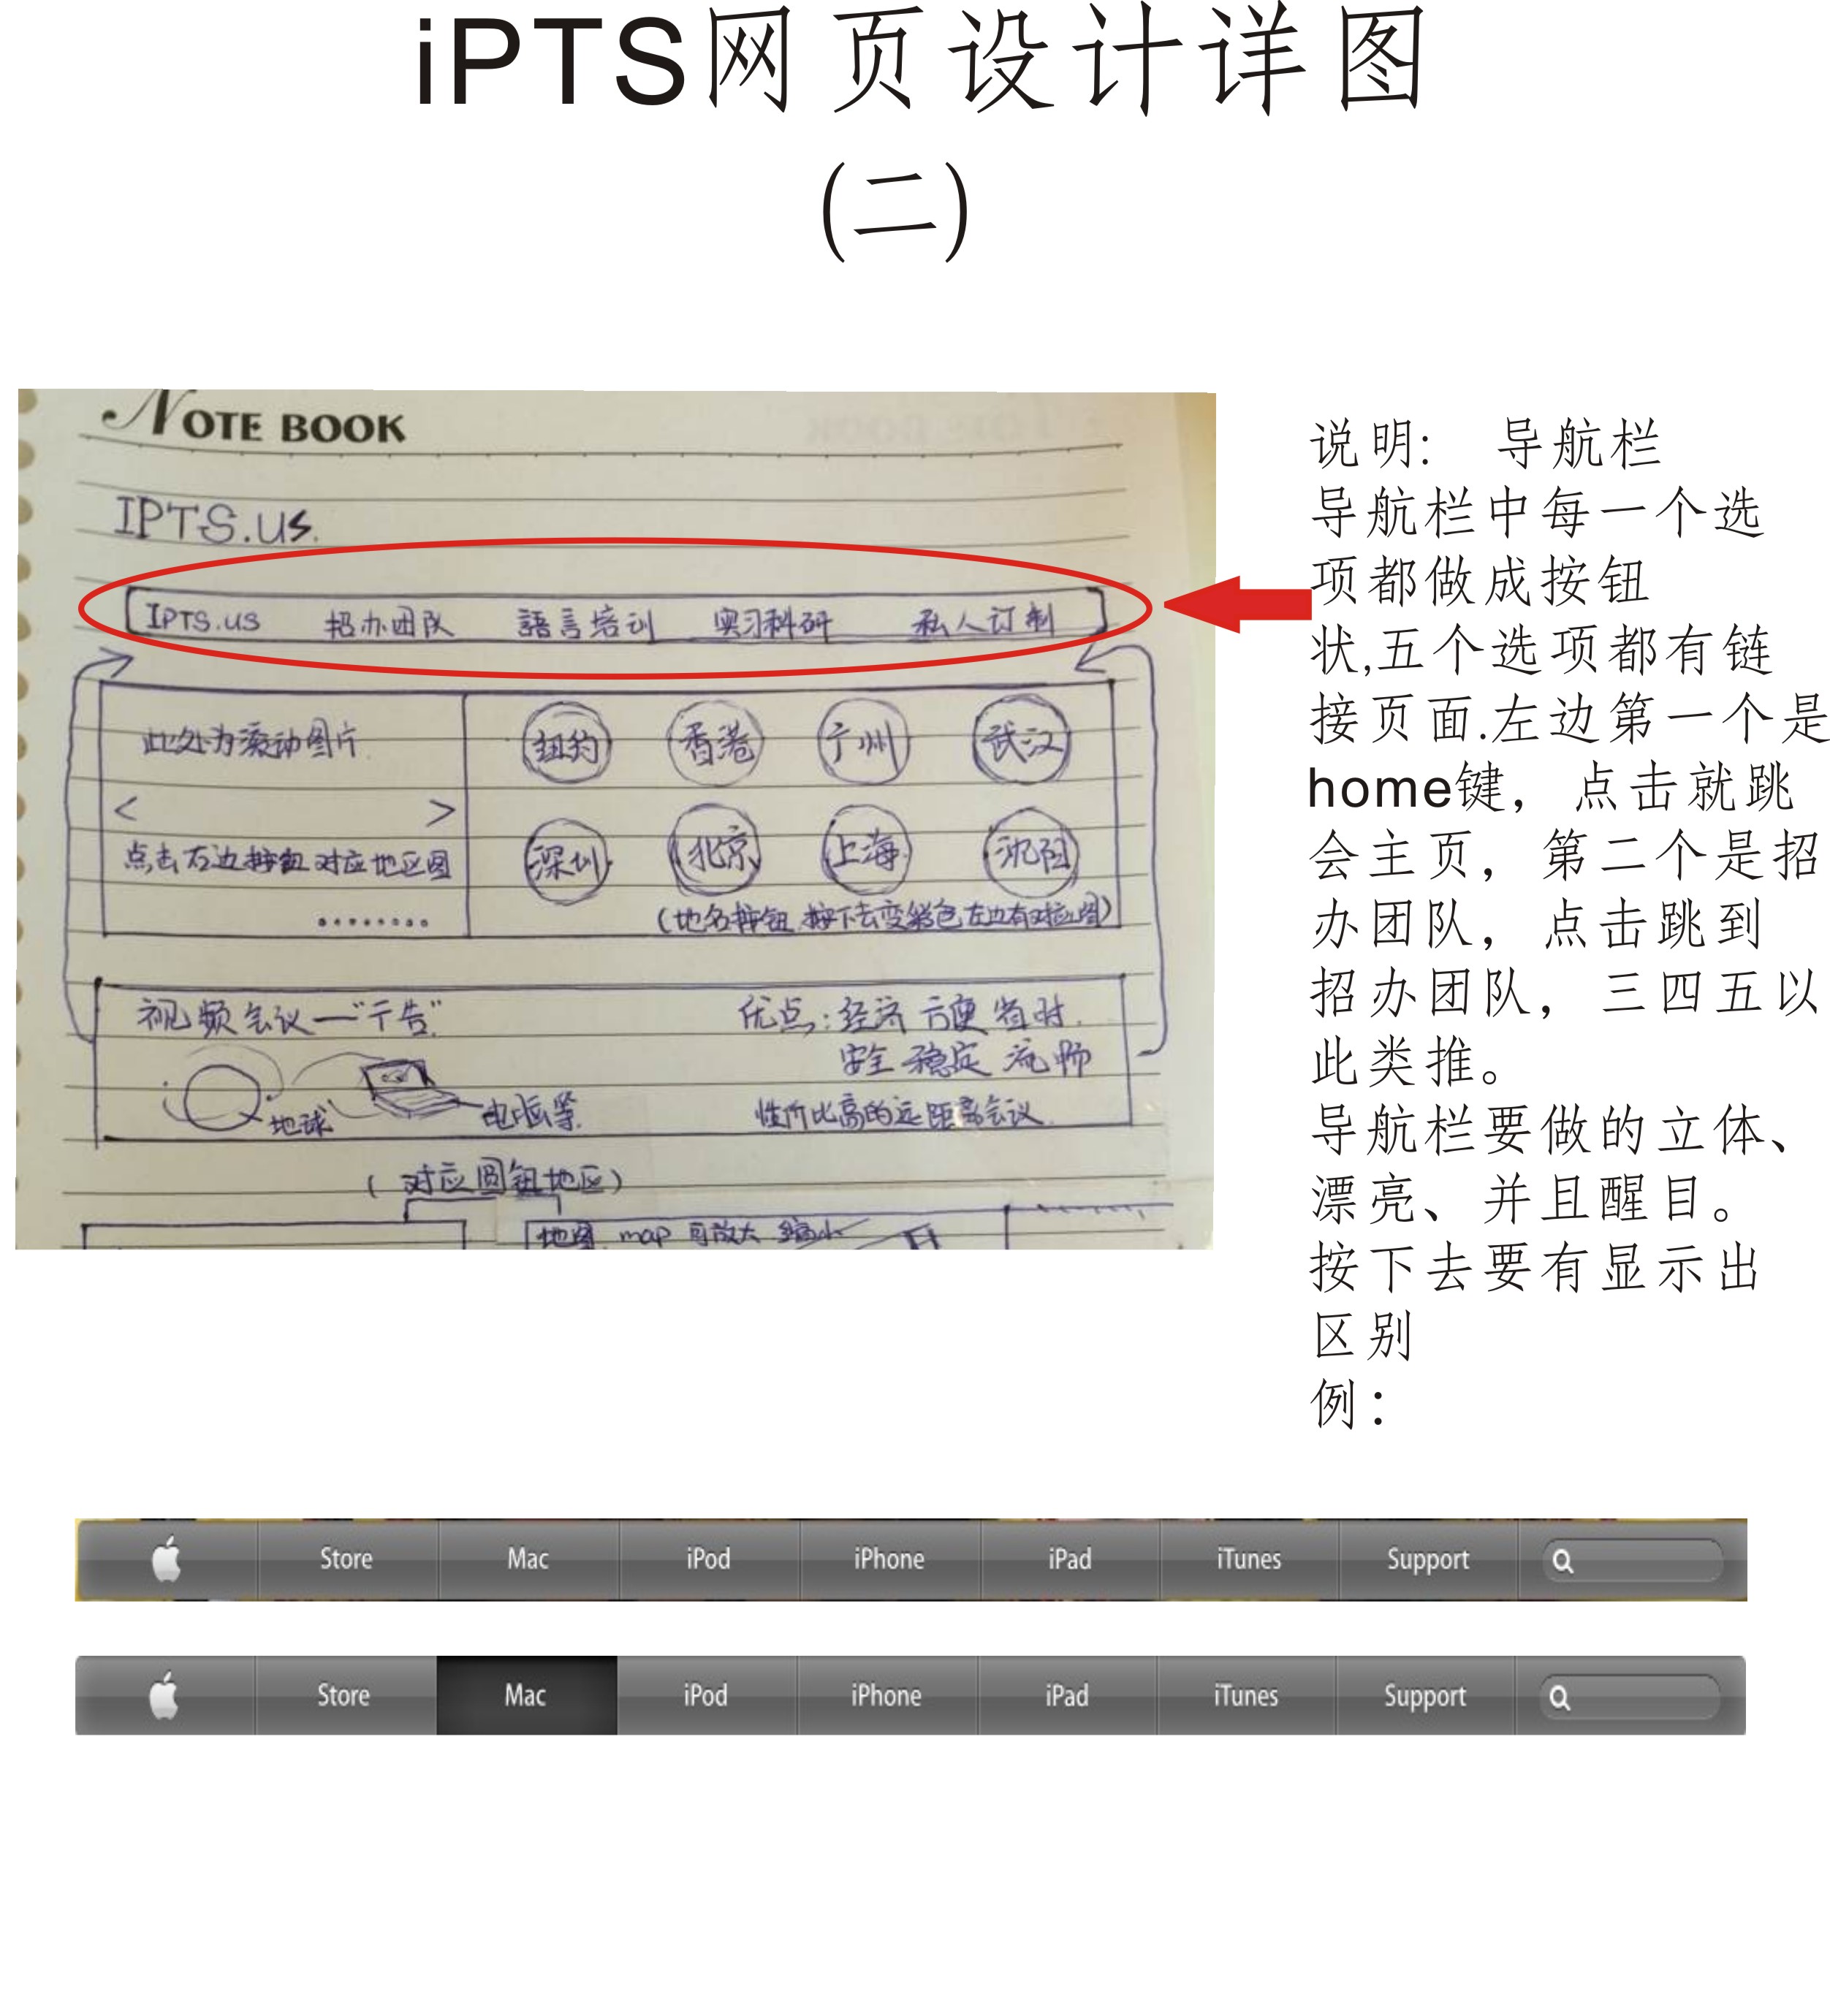 iPTS网页设计详图
(二)
NOTE BOOK
IPTS.us.
IPTS.us 招办团队 語言培训 实习科研 私人订制
此处为滚动图片.
< >
点击右边按钮对应地区图
纽约 香港 广州 武汉
深圳 北京 上海 沈阳
(地名按钮 按下去变彩色 左边有对应图)
视频会议—“广告”
优点:经济 方便 省时.
安全 稳定 流畅
地球
电脑等.
性价比高的远距离会议.
(对应圆钮地区)
地图 map 可放大 缩小
说明: 导航栏
导航栏中每一个选
项都做成按钮
状,五个选项都有链
接页面.左边第一个是
home键，点击就跳
会主页，第二个是招
办团队，点击跳到
招办团队，三四五以
此类推。
导航栏要做的立体、
漂亮、并且醒目。
按下去要有显示出
区别
例：
Store Mac iPod iPhone iPad iTunes Support
Store Mac iPod iPhone iPad iTunes Support